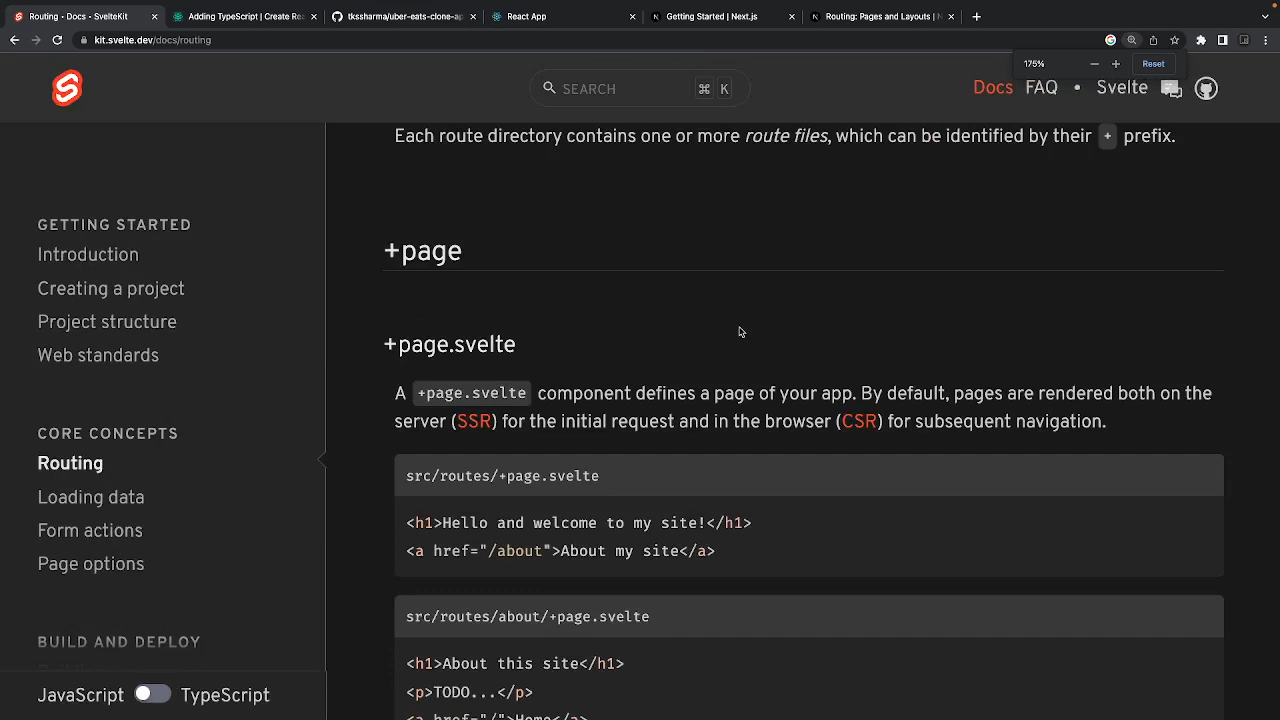 Routing - Docs - SvelteKit
Adding TypeScript | Create Re
tkssharma/uber-eats-clone-ap
React App
Getting Started | Next.js
Routing: Pages and Layouts | N
kit.svelte.dev/docs/routing
175%
Reset
SEARCH
⌘ K
Docs FAQ • Svelte
Each route directory contains one or more route files, which can be identified by their + prefix.
GETTING STARTED
Introduction
Creating a project
Project structure
Web standards
CORE CONCEPTS
Routing
Loading data
Form actions
Page options
BUILD AND DEPLOY
JavaScript TypeScript
+page
+page.svelte
A +page.svelte component defines a page of your app. By default, pages are rendered both on the
server (SSR) for the initial request and in the browser (CSR) for subsequent navigation.
src/routes/+page.svelte
<h1>Hello and welcome to my site!</h1>
<a href="/about">About my site</a>
src/routes/about/+page.svelte
<h1>About this site</h1>
<p>TODO...</p>
<a href="/">Home</a>